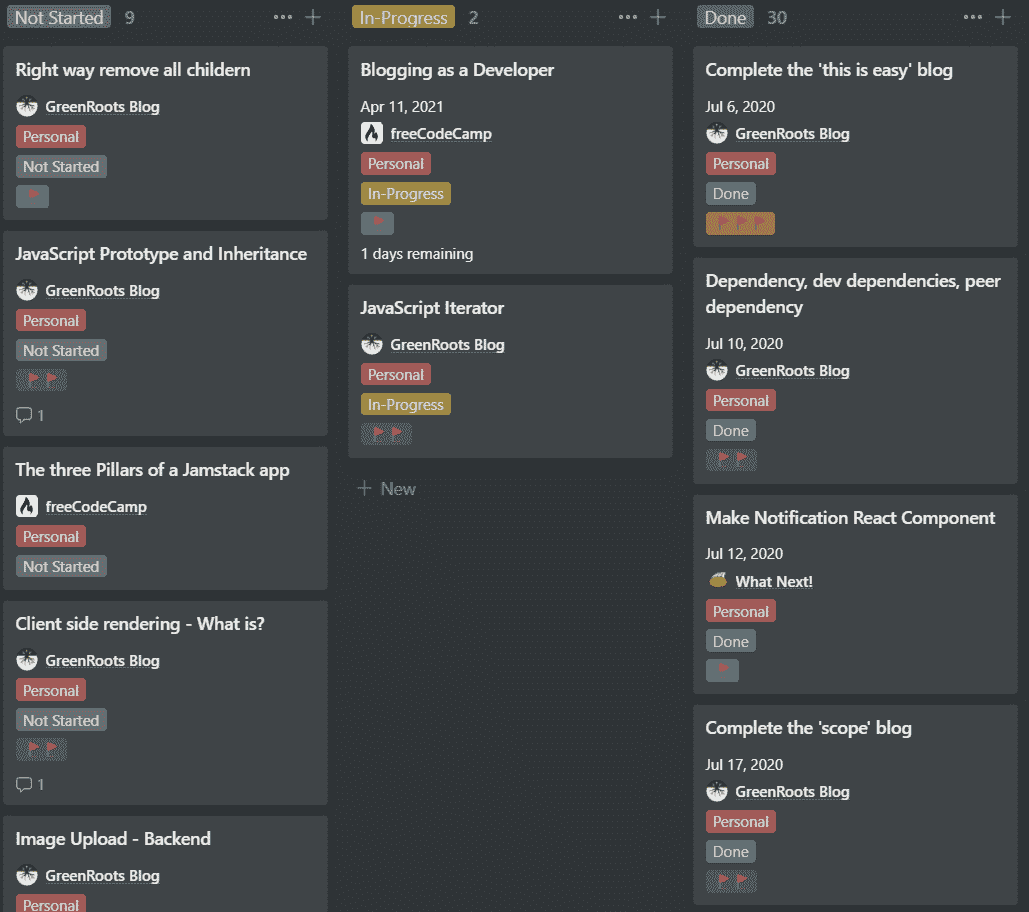 Not Started 9
Right way remove all childern
GreenRoots Blog
Personal
Not Started
JavaScript Prototype and Inheritance
GreenRoots Blog
Personal
Not Started
1
The three Pillars of a Jamstack app
freeCodeCamp
Personal
Not Started
Client side rendering - What is?
GreenRoots Blog
Personal
Not Started
1
Image Upload - Backend
GreenRoots Blog
Personal
In-Progress 2
Blogging as a Developer
Apr 11, 2021
freeCodeCamp
Personal
In-Progress
1 days remaining
JavaScript Iterator
GreenRoots Blog
Personal
In-Progress
New
Done 30
Complete the 'this is easy' blog
Jul 6, 2020
GreenRoots Blog
Personal
Done
Dependency, dev dependencies, peer
dependency
Jul 10, 2020
GreenRoots Blog
Personal
Done
Make Notification React Component
Jul 12, 2020
What Next!
Personal
Done
Complete the 'scope' blog
Jul 17, 2020
GreenRoots Blog
Personal
Done